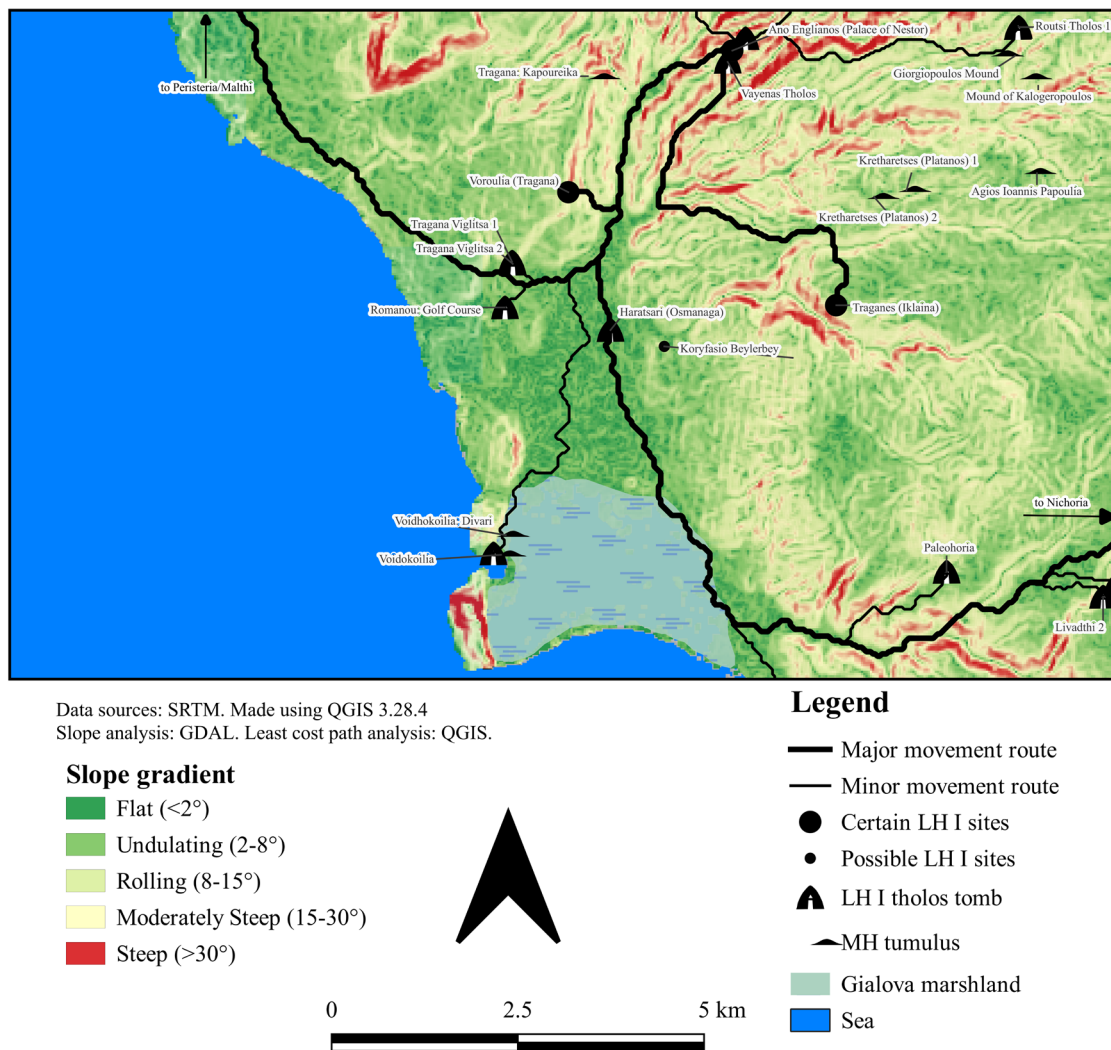 Ano Englianos (Palace of Nestor)
Routsi Tholos 1
to Peristeria/Malthi
Tragana: Kapoureika
Giorgiopoulos Mound
Vayenas Tholos
Mound of Kalogeropoulos
Kretharetses (Platanos) 1
Voroulia (Tragana)
Agios Ioannis Papoulia
Kretharetses (Platanos) 2
Tragana Viglitsa 1
Tragana Viglitsa 2
Romanou: Golf Course
Haratsari (Osmanaga)
Traganes (Iklaina)
Koryfasio Beylerbey
to Nichoria
Voidhokoilia: Divari
Voidokoilia
Paleohoria
Livadthi 2
Data sources: SRTM. Made using QGIS 3.28.4
Slope analysis: GDAL. Least cost path analysis: QGIS.
Slope gradient
Flat (<2°)
Undulating (2-8°)
Rolling (8-15°)
Moderately Steep (15-30°)
Steep (>30°)
Legend
Major movement route
Minor movement route
Certain LH I sites
Possible LH I sites
LH I tholos tomb
MH tumulus
Gialova marshland
Sea
0 2.5 5 km